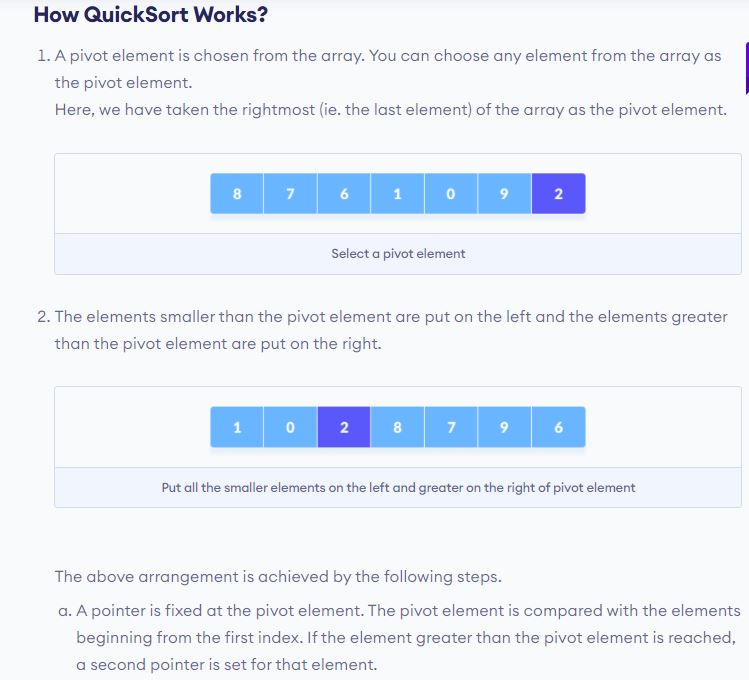 How QuickSort Works?
1. A pivot element is chosen from the array. You can choose any element from the array as
the pivot element.
Here, we have taken the rightmost (ie. the last element) of the array as the pivot element.
8 7 6 1 0 9 2
Select a pivot element
2. The elements smaller than the pivot element are put on the left and the elements greater
than the pivot element are put on the right.
1 0 2 8 7 9 6
Put all the smaller elements on the left and greater on the right of pivot element
The above arrangement is achieved by the following steps.
a. A pointer is fixed at the pivot element. The pivot element is compared with the elements
beginning from the first index. If the element greater than the pivot element is reached,
a second pointer is set for that element.